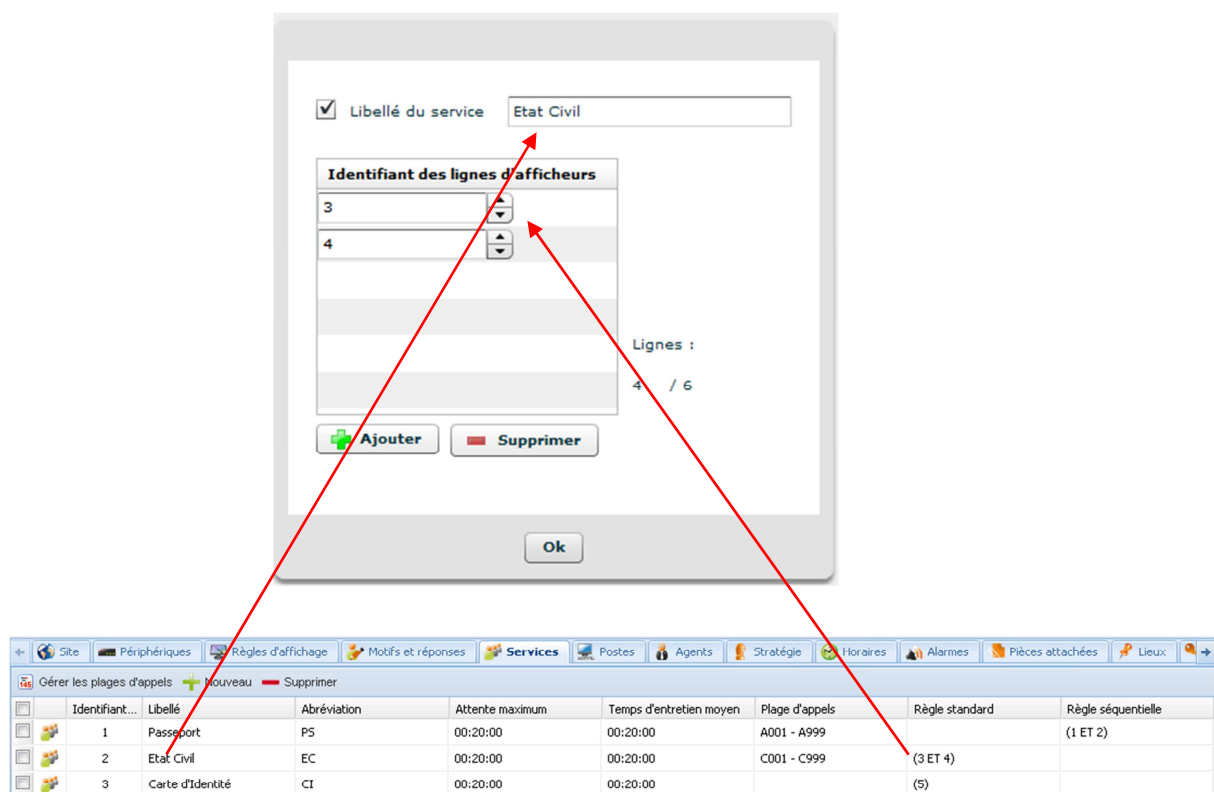 Libellé du service Etat Civil
Identifiant des lignes d'afficheurs
3
4
Lignes :
4 / 6
Ajouter Supprimer
Ok
Site Périphériques Règles d'affichage Motifs et réponses Services Postes Agents Stratégie Horaires Alarmes Pièces attachées Lieux
145 Gérer les plages d'appels Nouveau Supprimer
Identifiant... Libellé Abréviation Attente maximum Temps d'entretien moyen Plage d'appels Règle standard Règle séquentielle
1 Passeport PS 00:20:00 00:20:00 A001 - A999 (1 ET 2)
2 Etat Civil EC 00:20:00 00:20:00 C001 - C999 (3 ET 4)
3 Carte d'Identité CI 00:20:00 00:20:00 (5)